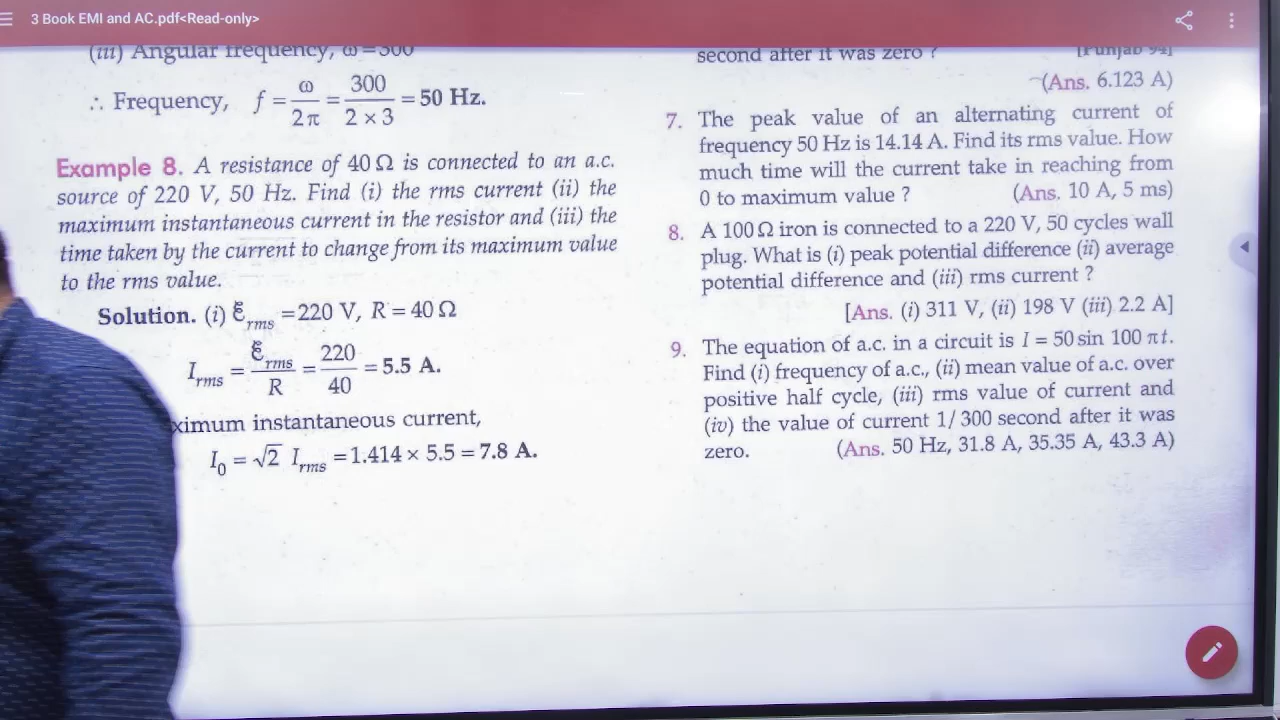 3 Book EMI and AC.pdf<Read-only>
(iii) Angular frequency, ω = 300
∴ Frequency, f = ω / 2π = 300 / 2 × 3 = 50 Hz.
Example 8. A resistance of 40 Ω is connected to an a.c.
source of 220 V, 50 Hz. Find (i) the rms current (ii) the
maximum instantaneous current in the resistor and (iii) the
time taken by the current to change from its maximum value
to the rms value.
Solution. (i) ℰrms = 220 V, R = 40 Ω
Irms = ℰrms / R = 220 / 40 = 5.5 A.
ximum instantaneous current,
I0 = √2 Irms = 1.414 × 5.5 = 7.8 A.
second after it was zero ? [Punjab 94]
(Ans. 6.123 A)
7. The peak value of an alternating current of
frequency 50 Hz is 14.14 A. Find its rms value. How
much time will the current take in reaching from
0 to maximum value ? (Ans. 10 A, 5 ms)
8. A 100 Ω iron is connected to a 220 V, 50 cycles wall
plug. What is (i) peak potential difference (ii) average
potential difference and (iii) rms current ?
[Ans. (i) 311 V, (ii) 198 V (iii) 2.2 A]
9. The equation of a.c. in a circuit is I = 50 sin 100 πt.
Find (i) frequency of a.c., (ii) mean value of a.c. over
positive half cycle, (iii) rms value of current and
(iv) the value of current 1/300 second after it was
zero. (Ans. 50 Hz, 31.8 A, 35.35 A, 43.3 A)